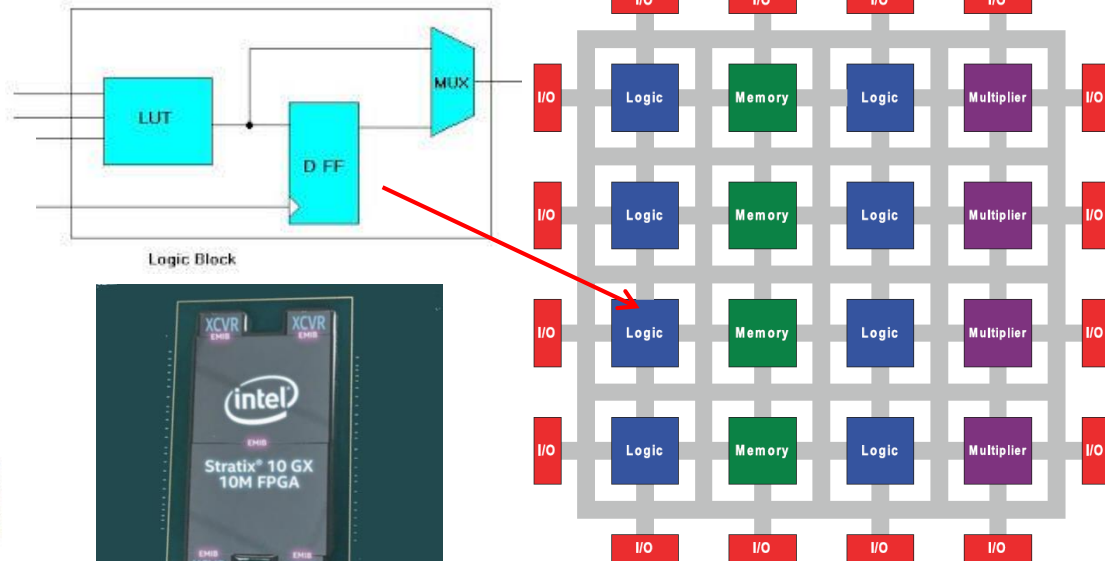 LUT
D FF
MUX
Logic Block
XCVR
XCVR
EMIB
EMIB
intel
EMIB
Stratix® 10 GX
10M FPGA
EMIB
EMIB
I/O
I/O
I/O
I/O
I/O
Logic
Memory
Logic
Multiplier
I/O
I/O
Logic
Memory
Logic
Multiplier
I/O
I/O
Logic
Memory
Logic
Multiplier
I/O
I/O
Logic
Memory
Logic
Multiplier
I/O
I/O
I/O
I/O
I/O